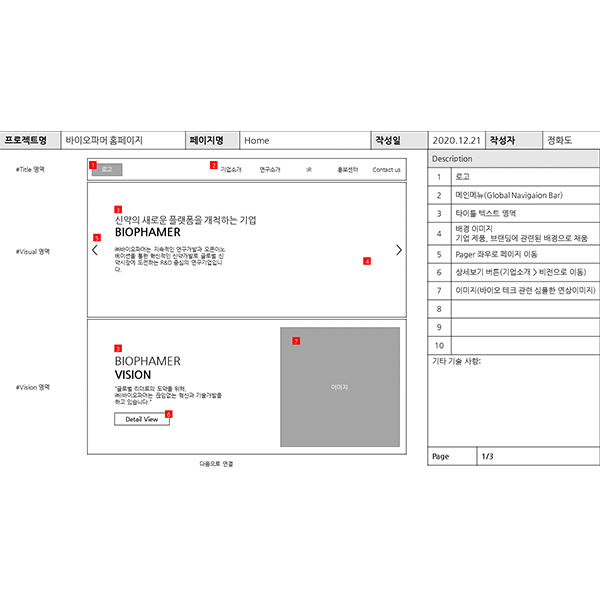 프로젝트명 바이오파머 홈페이지 페이지명 Home 작성일 2020.12.21 작성자 정화도
#Title 영역
1 로고 2 기업소개 연구소개 IR 홍보센터 Contact us
#Visual 영역
3
신약의 새로운 플랫폼을 개척하는 기업
BIOPHAMER
5
㈜바이오파머는 지속적인 연구개발과 오픈이노
베이션을 통한 혁신적인 신약개발로 글로벌 신
약시장에 도전하는 R&D 중심의 연구기업입니
다.
4
#Vision 영역
3
BIOPHAMER
VISION
"글로벌 리더로의 도약을 위해,
㈜바이오파머는 끊임없는 혁신과 기술개발을
하고 있습니다."
Detail View 6
7
이미지
다음으로 연결
Description
1 로고
2 메인메뉴(Global Navigaion Bar)
3 타이틀 텍스트 영역
4 배경 이미지
기업 제품, 브랜딩에 관련된 배경으로 채움
5 Pager 좌우로 페이지 이동
6 상세보기 버튼(기업소개 > 비전으로 이동)
7 이미지(바이오 테크 관련 심플한 연상이미지)
8
9
10
기타 기술 사항:
Page 1/3